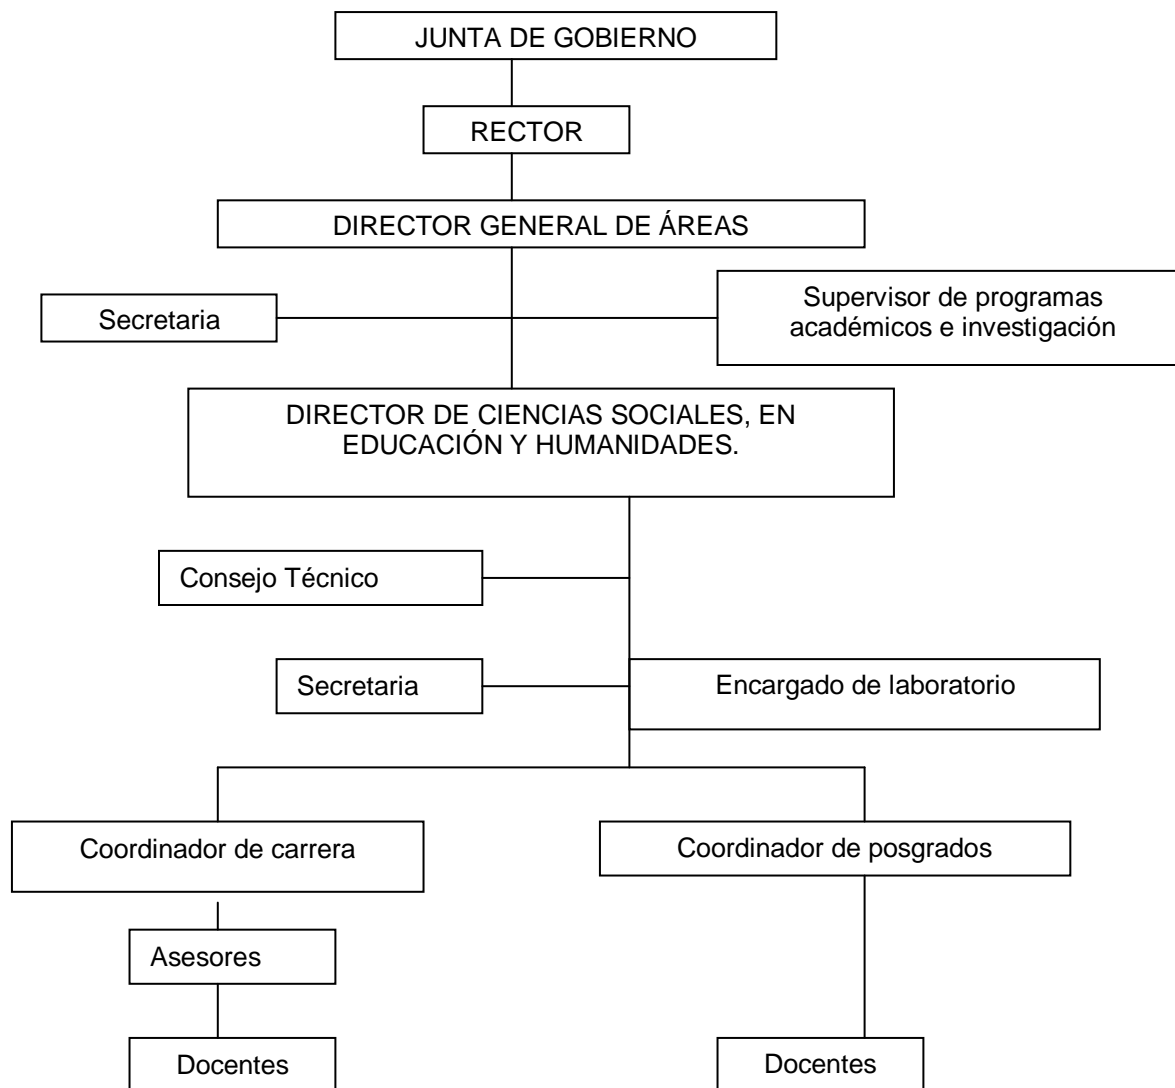 JUNTA DE GOBIERNO
RECTOR
DIRECTOR GENERAL DE ÁREAS
Secretaria
Supervisor de programas
académicos e investigación
DIRECTOR DE CIENCIAS SOCIALES, EN
EDUCACIÓN Y HUMANIDADES.
Consejo Técnico
Secretaria
Encargado de laboratorio
Coordinador de carrera
Coordinador de posgrados
Asesores
Docentes
Docentes